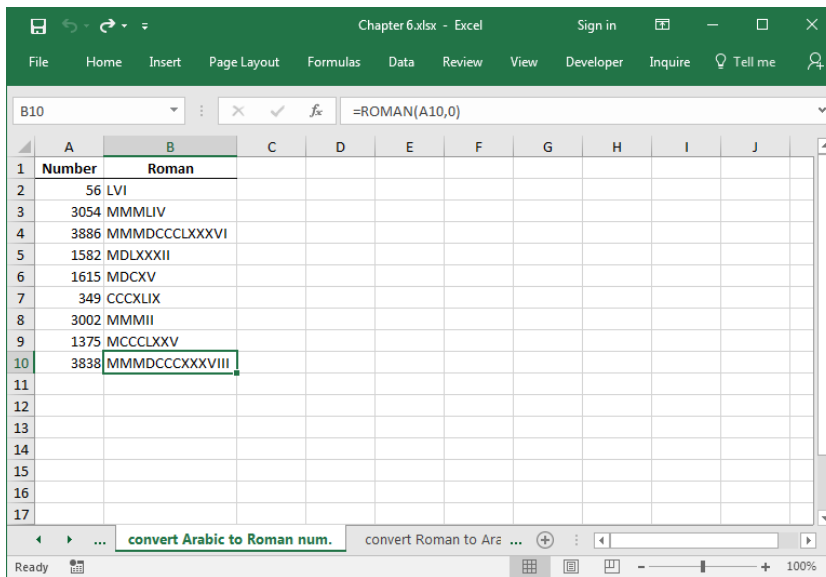 Chapter 6.xlsx - Excel Sign in
File Home Insert Page Layout Formulas Data Review View Developer Inquire Tell me
B10 fx =ROMAN(A10,0)
A B C D E F G H I J
1 Number Roman
2 56 LVI
3 3054 MMMLIV
4 3886 MMMDCCCLXXXVI
5 1582 MDLXXXII
6 1615 MDCXV
7 349 CCCXLIX
8 3002 MMMII
9 1375 MCCCLXXV
10 3838 MMMDCCCXXXVIII
11
12
13
14
15
16
17
... convert Arabic to Roman num. convert Roman to Ara ...
Ready 100%